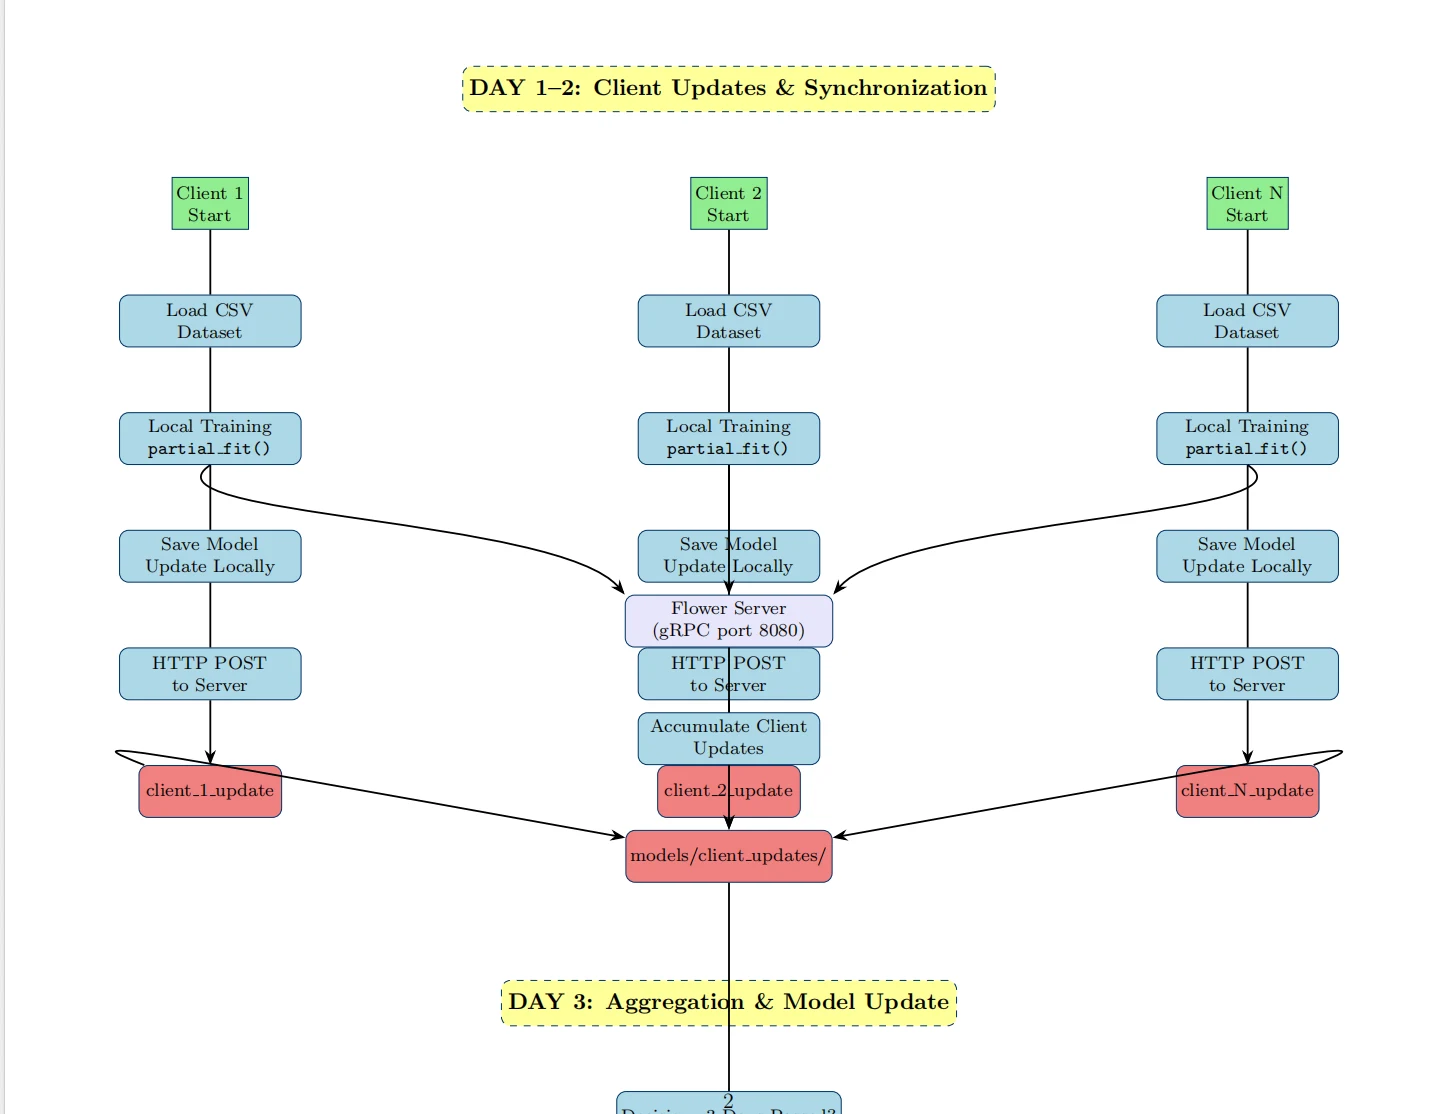 DAY 1–2: Client Updates & Synchronization
Client 1
Start
Client 2
Start
Client N
Start
Load CSV
Dataset
Load CSV
Dataset
Load CSV
Dataset
Local Training
partial_fit()
Local Training
partial_fit()
Local Training
partial_fit()
Save Model
Update Locally
Save Model
Update Locally
Save Model
Update Locally
Flower Server
(gRPC port 8080)
HTTP POST
to Server
HTTP POST
to Server
HTTP POST
to Server
Accumulate Client
Updates
client_1_update
client_2_update
client_N_update
models/client_updates/
DAY 3: Aggregation & Model Update
2